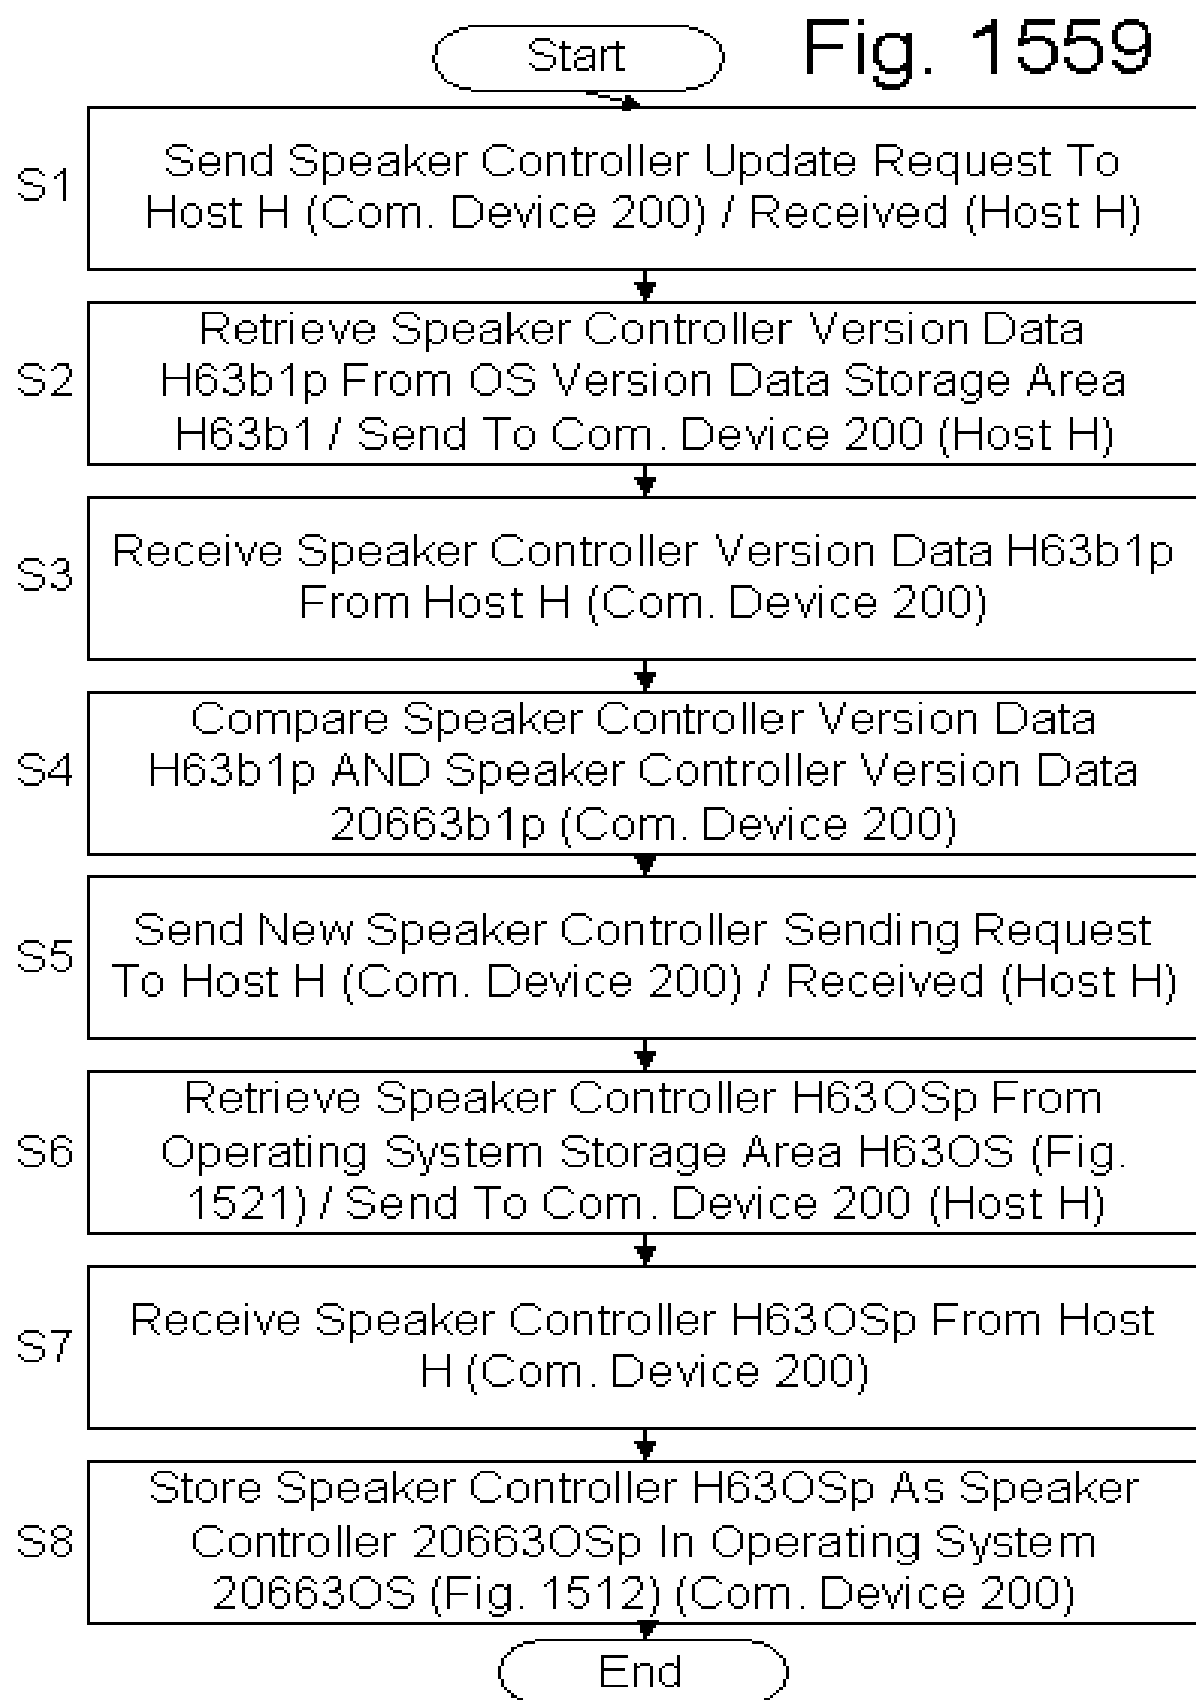 Start
Fig. 1559
S1
Send Speaker Controller Update Request To
Host H (Com. Device 200) / Received (Host H)
S2
Retrieve Speaker Controller Version Data
H63b1p From OS Version Data Storage Area
H63b1 / Send To Com. Device 200 (Host H)
S3
Receive Speaker Controller Version Data H63b1p
From Host H (Com. Device 200)
S4
Compare Speaker Controller Version Data
H63b1p AND Speaker Controller Version Data
20663b1p (Com. Device 200)
S5
Send New Speaker Controller Sending Request
To Host H (Com. Device 200) / Received (Host H)
S6
Retrieve Speaker Controller H63OSp From
Operating System Storage Area H63OS (Fig.
1521) / Send To Com. Device 200 (Host H)
S7
Receive Speaker Controller H63OSp From Host
H (Com. Device 200)
S8
Store Speaker Controller H63OSp As Speaker
Controller 20663OSp In Operating System
20663OS (Fig. 1512) (Com. Device 200)
End